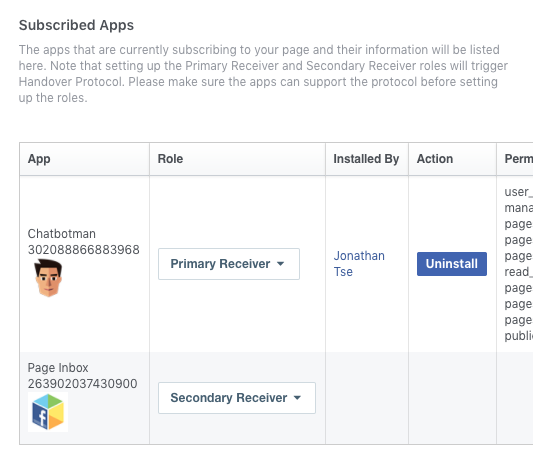 Subscribed Apps
The apps that are currently subscribing to your page and their information will be listed
here. Note that setting up the Primary Receiver and Secondary Receiver roles will trigger
Handover Protocol. Please make sure the apps can support the protocol before setting
up the roles.
App Role Installed By Action Perm
Chatbotman
302088866883968
Primary Receiver
Jonathan
Tse
Uninstall
user_
mana
page
page
page
read_
page
page
page
public
Page Inbox
263902037430900
Secondary Receiver